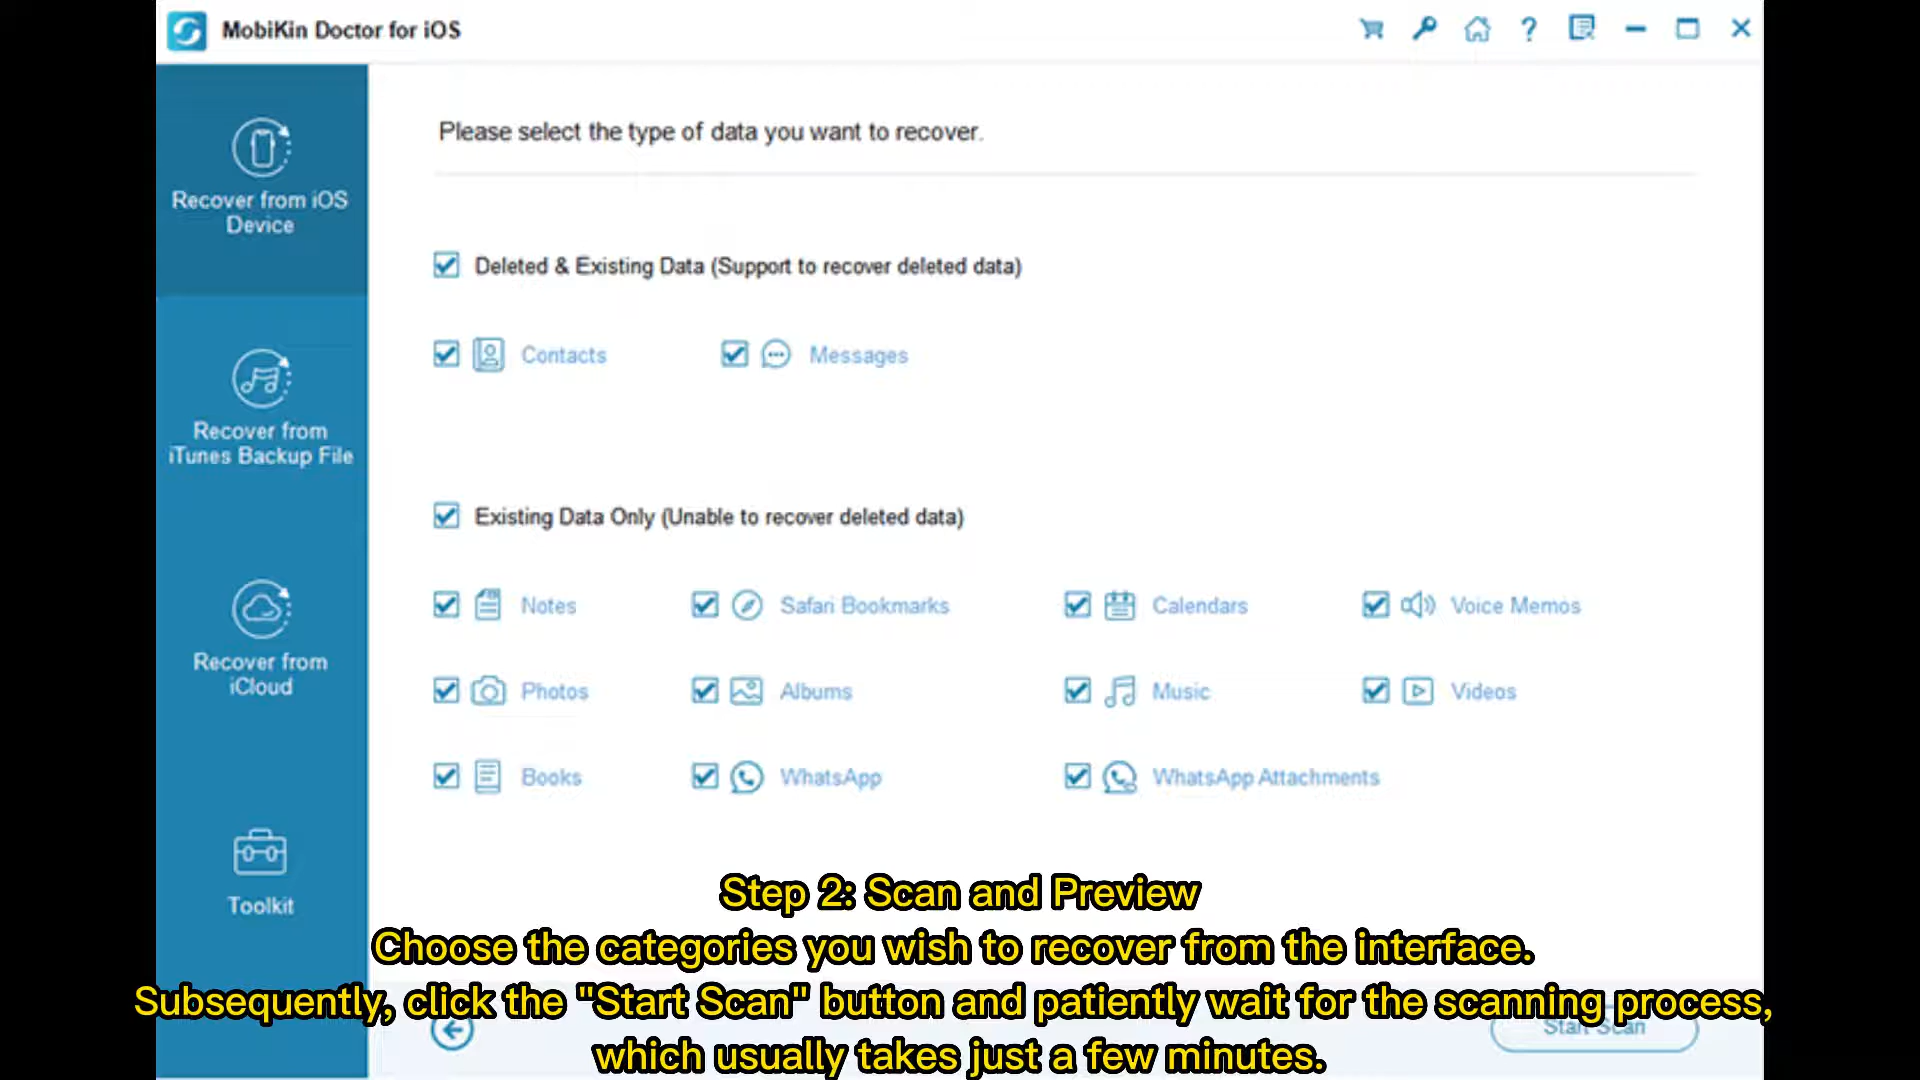 MobiKin Doctor for iOS
Recover from iOS
Device
Recover from
iTunes Backup File
Recover from
iCloud
Toolkit
Please select the type of data you want to recover.
Deleted & Existing Data (Support to recover deleted data)
Contacts Messages
Existing Data Only (Unable to recover deleted data)
Notes Safari Bookmarks Calendars Voice Memos
Photos Albums Music Videos
Books WhatsApp WhatsApp Attachments
Start Scan
Step 2: Scan and Preview
Choose the categories you wish to recover from the interface.
Subsequently, click the "Start Scan" button and patiently wait for the scanning process,
which usually takes just a few minutes.